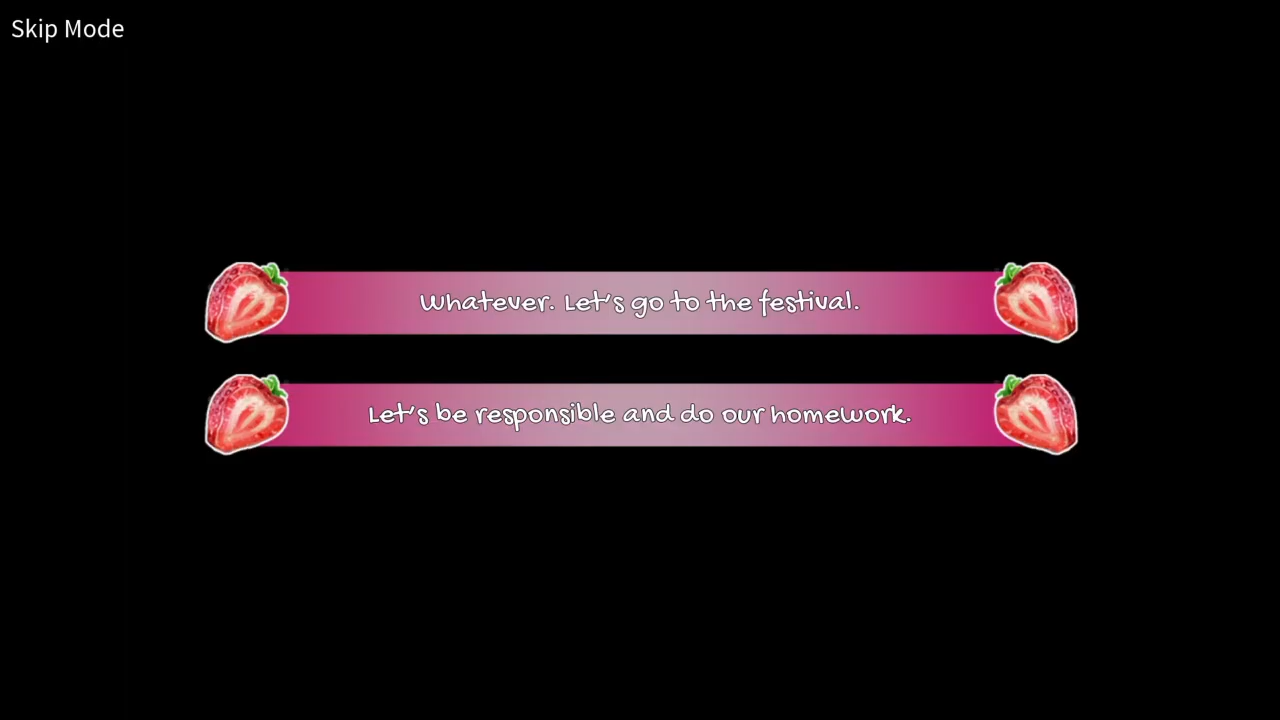 Skip Mode
Whatever. Let's go to the festival.
Let's be responsible and do our homework.